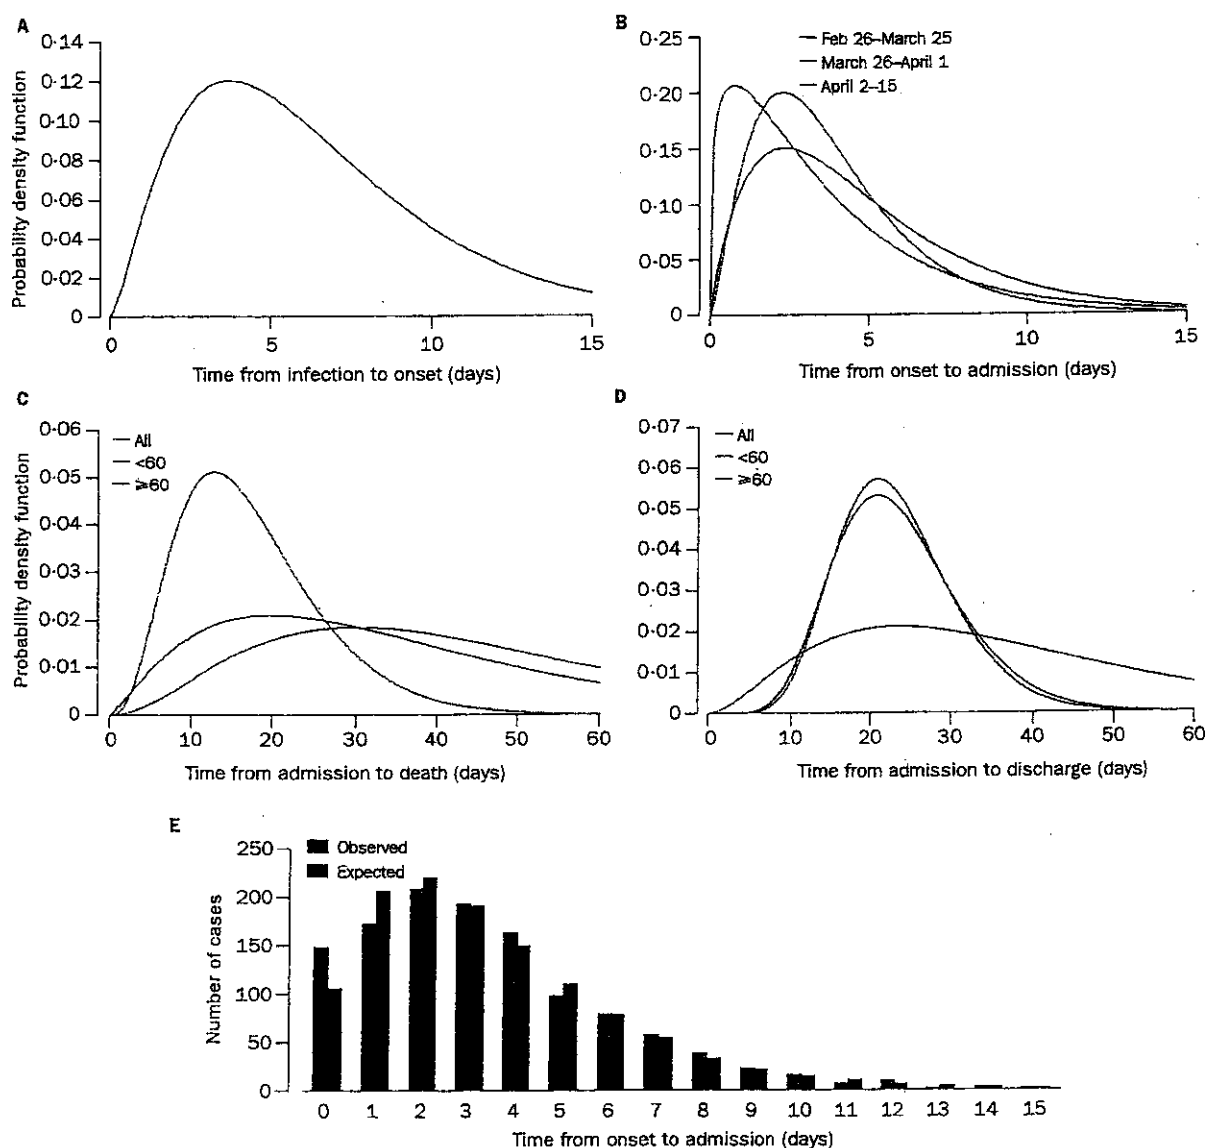 A
Probability density function
0·14
0·12
0·10
0·08
0·06
0·04
0·02
0
0 5 10 15
Time from infection to onset (days)
B
0·25
0·20
0·15
0·10
0·05
0
Feb 26–March 25
March 26–April 1
April 2–15
0 5 10 15
Time from onset to admission (days)
C
Probability density function
0·06
0·05
0·04
0·03
0·02
0·01
0
All
<60
⩾60
0 10 20 30 40 50 60
Time from admission to death (days)
D
0·07
0·06
0·05
0·04
0·03
0·02
0·01
0
All
<60
⩾60
0 10 20 30 40 50 60
Time from admission to discharge (days)
E
Number of cases
250
200
150
100
50
0
Observed
Expected
0 1 2 3 4 5 6 7 8 9 10 11 12 13 14 15
Time from onset to admission (days)